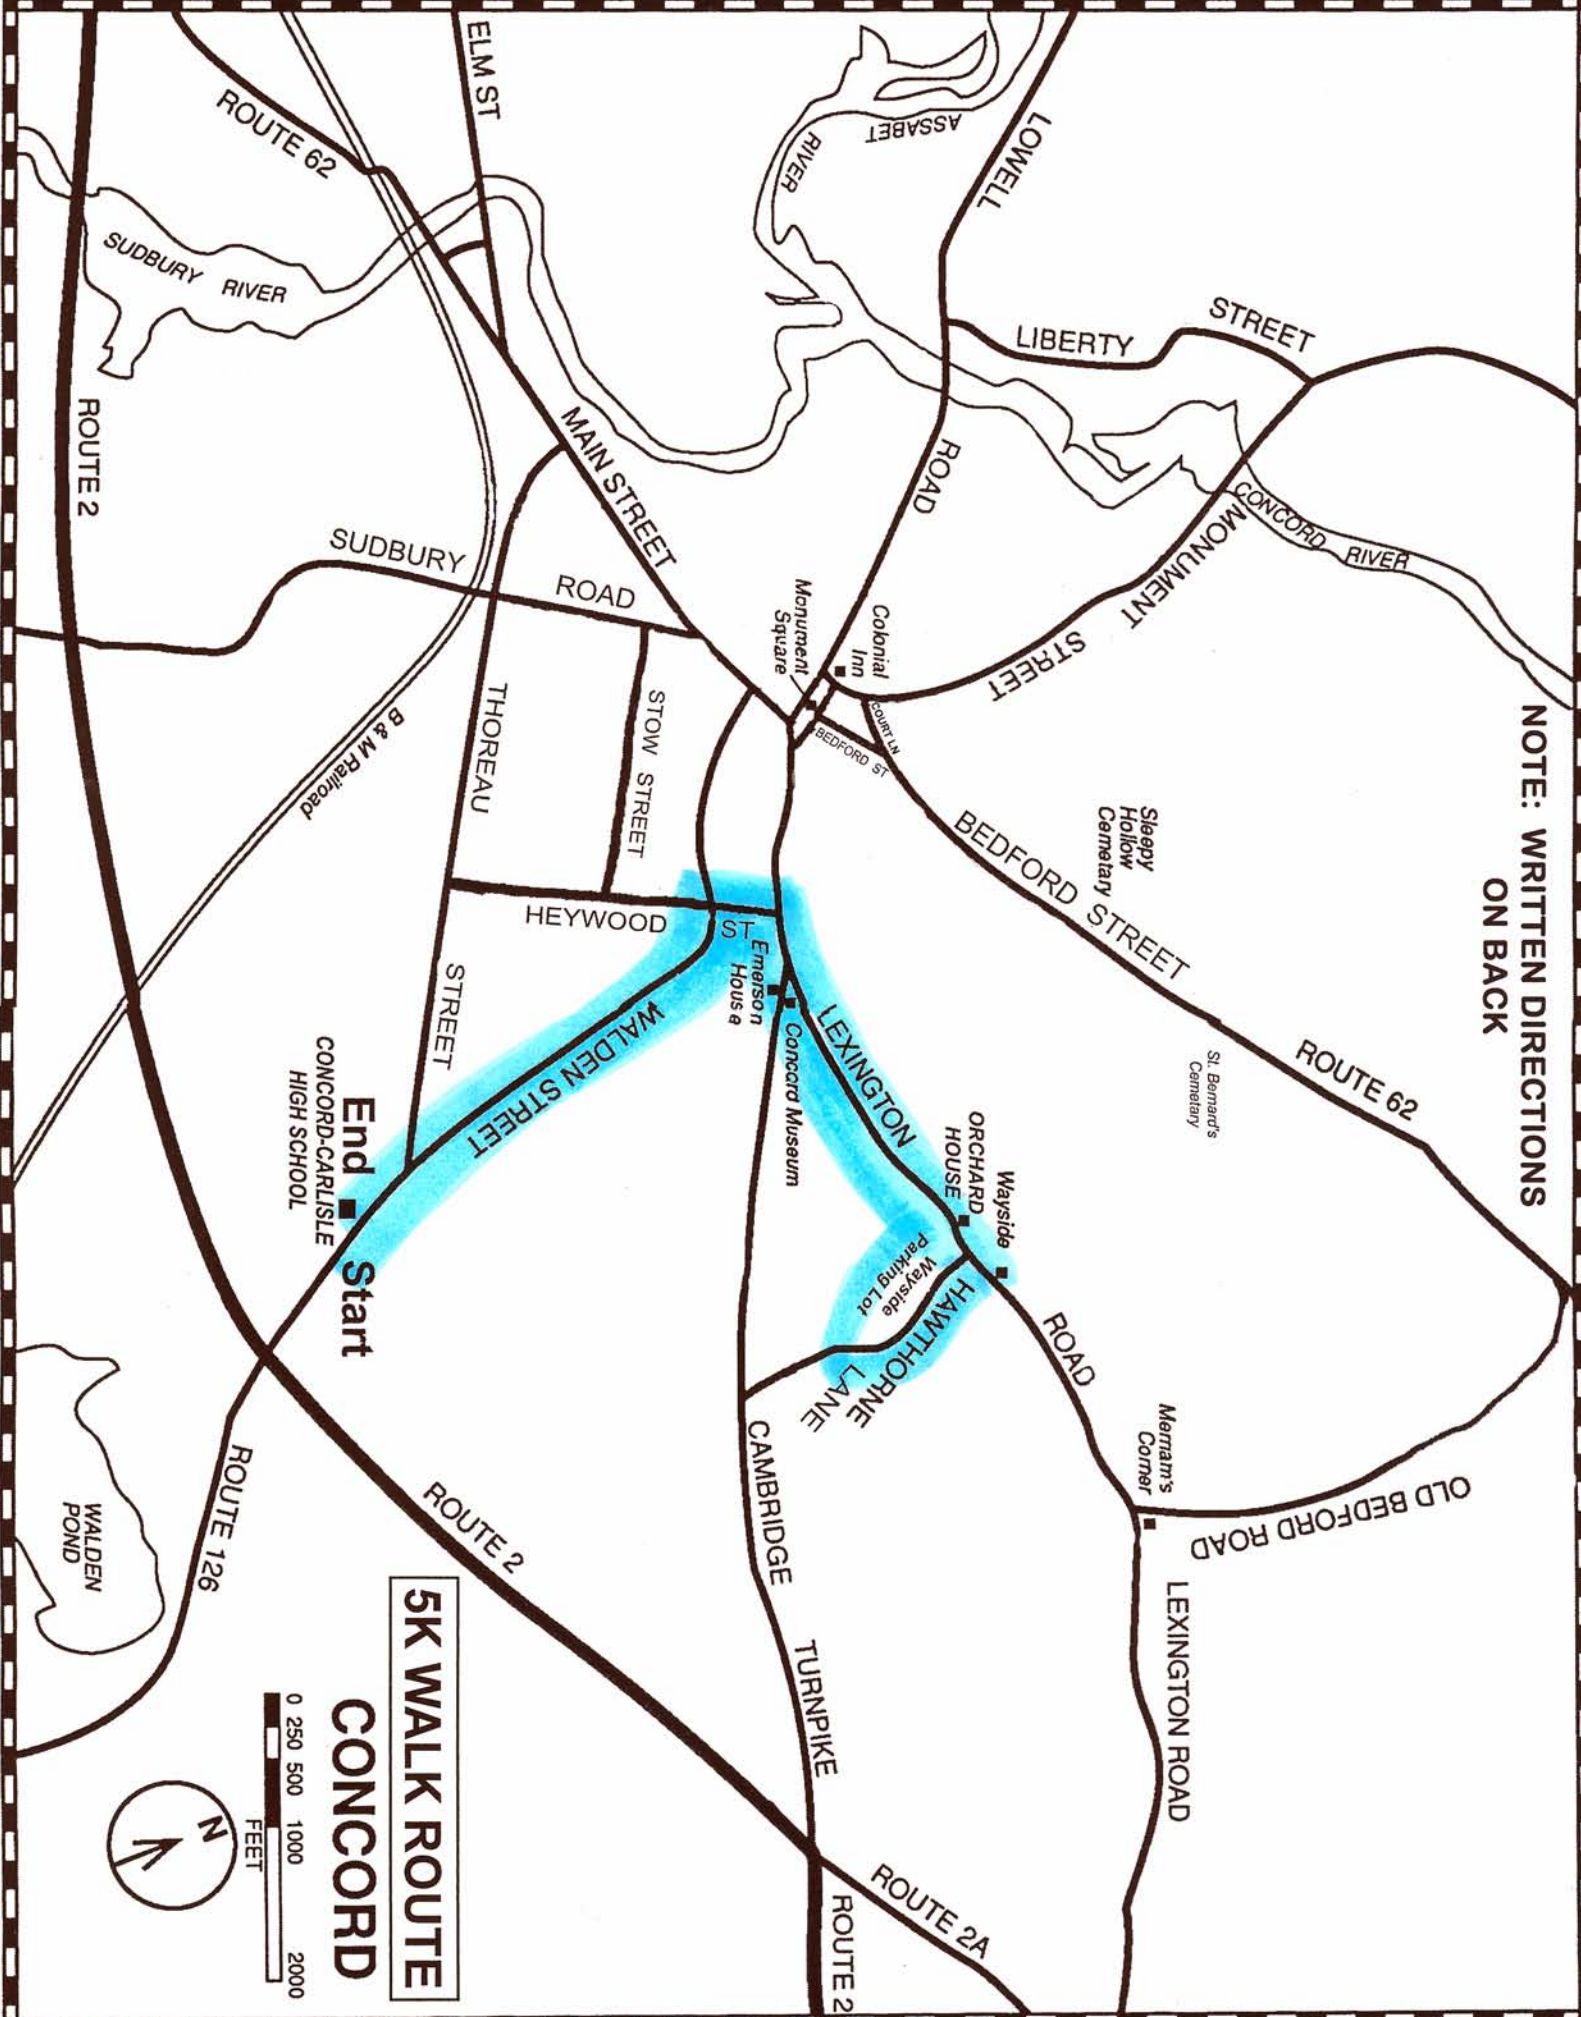 NOTE: WRITTEN DIRECTIONS
ON BACK
LOWELL
ROAD
ASSABET
RIVER
LIBERTY
STREET
CONCORD
RIVER
MONUMENT
STREET
Colonial
Inn
Monument
Square
COURT LN
BEDFORD ST
BEDFORD STREET
Sleepy
Hollow
Cemetary
St. Bernard's
Cemetary
ROUTE 62
OLD BEDFORD ROAD
Merriam's
Corner
LEXINGTON ROAD
ELM ST
ROUTE 62
SUDBURY
RIVER
MAIN STREET
SUDBURY
ROAD
THOREAU
STREET
STOW STREET
HEYWOOD
ST
Emerson
House
Concord Museum
LEXINGTON
ROAD
ORCHARD
HOUSE
Wayside
Wayside
Parking Lot
HAWTHORNE
LANE
CAMBRIDGE
TURNPIKE
WALDEN STREET
B & M Railroad
ROUTE 2
End
Start
CONCORD-CARLISLE
HIGH SCHOOL
ROUTE 2
ROUTE 126
WALDEN
POND
ROUTE 2A
ROUTE 2
5K WALK ROUTE
CONCORD
0 250 500 1000 2000
FEET
N